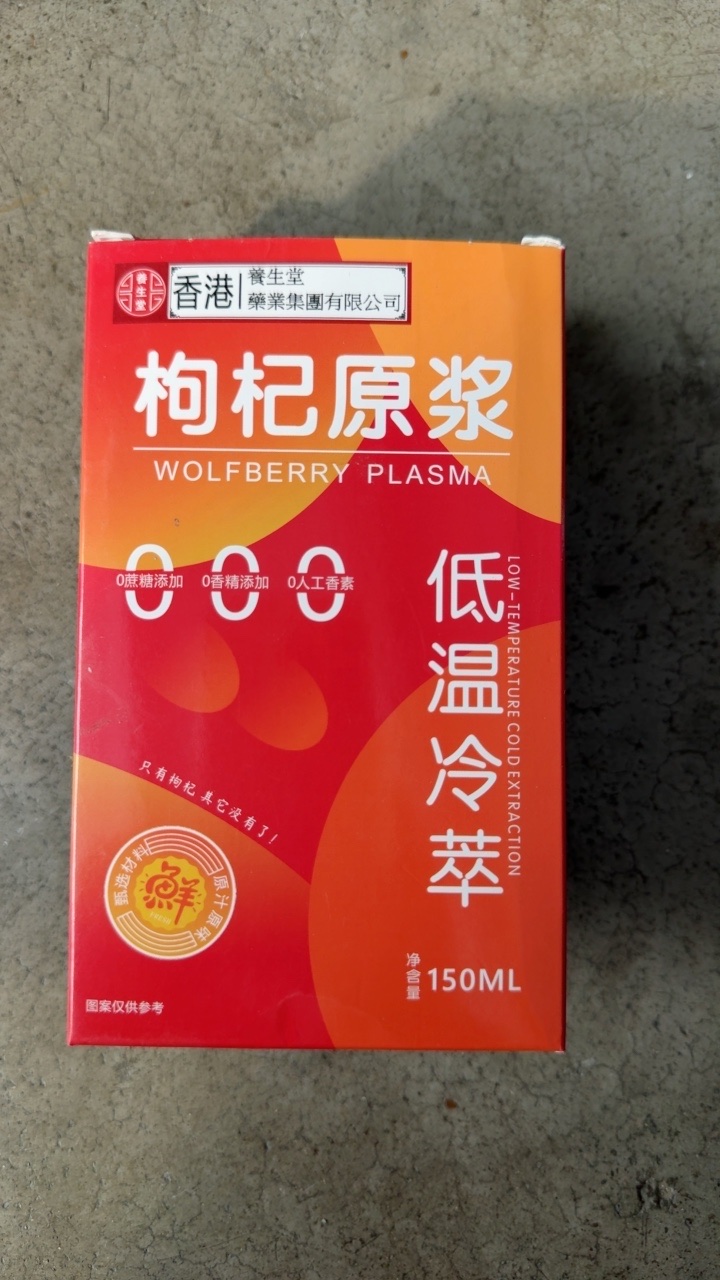 養生堂
香港
養生堂
藥業集團有限公司
枸杞原浆
WOLFBERRY PLASMA
0蔗糖添加
0香精添加
0人工香素
低温冷萃
LOW-TEMPERATURE COLD EXTRACTION
只有枸杞 其它没有了!
甄选材料
鮮
原汁原味
净含量
150ML
图案仅供参考